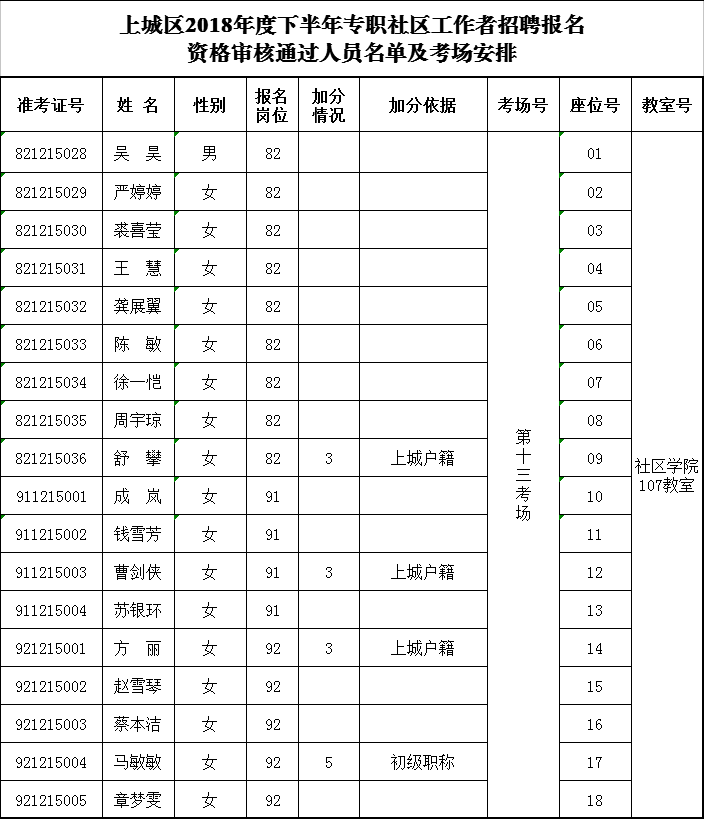 上城区2018年度下半年专职社区工作者招聘报名
资格审核通过人员名单及考场安排
准考证号 姓 名 性别 报名岗位 加分情况 加分依据 考场号 座位号 教室号
821215028 吴 昊 男 82 01
821215029 严婷婷 女 82 02
821215030 裘喜莹 女 82 03
821215031 王 慧 女 82 04
821215032 龚展翼 女 82 05
821215033 陈 敏 女 82 06
821215034 徐一恺 女 82 07
821215035 周宇琼 女 82 08
821215036 舒 攀 女 82 3 上城户籍 09
911215001 成 岚 女 91 10
911215002 钱雪芳 女 91 11
911215003 曹剑侠 女 91 3 上城户籍 12
911215004 苏银环 女 91 13
921215001 方 丽 女 92 3 上城户籍 14
921215002 赵雪琴 女 92 15
921215003 蔡本洁 女 92 16
921215004 马敏敏 女 92 5 初级职称 17
921215005 章梦雯 女 92 18
第十三考场
社区学院
107教室